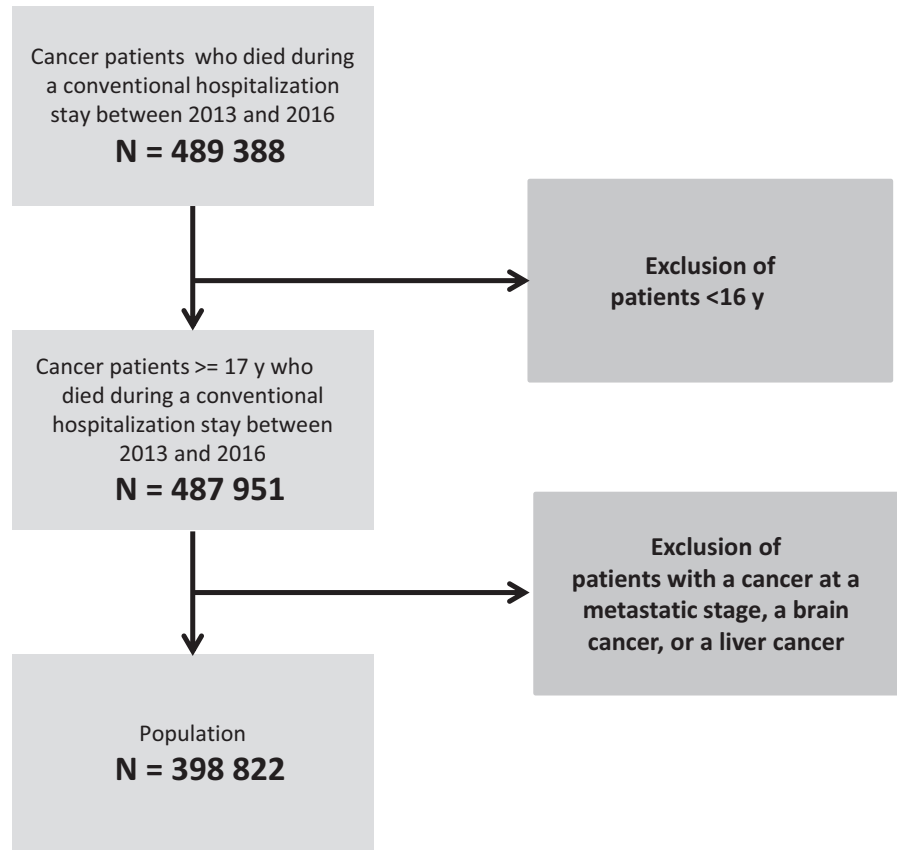 Cancer patients who died during
a conventional hospitalization
stay between 2013 and 2016
N = 489 388
Exclusion of
patients <16 y
Cancer patients >= 17 y who
died during a conventional
hospitalization stay between
2013 and 2016
N = 487 951
Exclusion of
patients with a cancer at a
metastatic stage, a brain
cancer, or a liver cancer
Population
N = 398 822